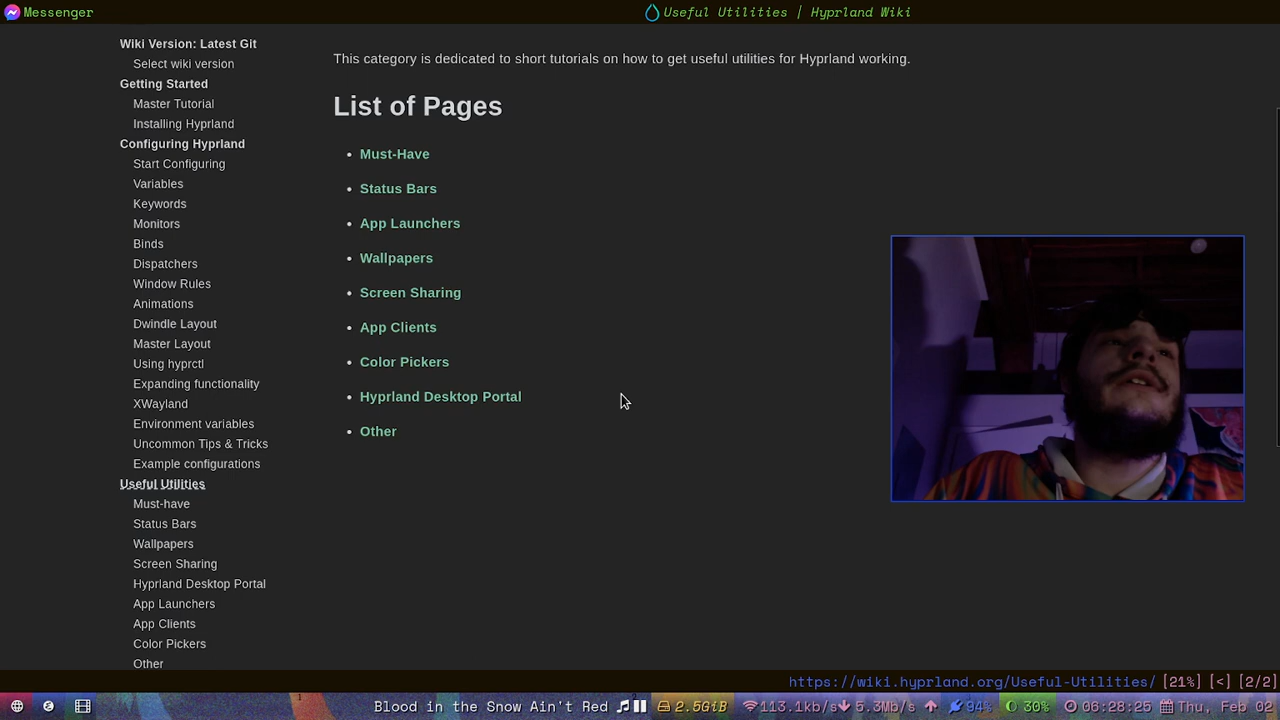 Messenger
Useful Utilities | Hyprland Wiki
Wiki Version: Latest Git
Select wiki version
Getting Started
Master Tutorial
Installing Hyprland
Configuring Hyprland
Start Configuring
Variables
Keywords
Monitors
Binds
Dispatchers
Window Rules
Animations
Dwindle Layout
Master Layout
Using hyprctl
Expanding functionality
XWayland
Environment variables
Uncommon Tips & Tricks
Example configurations
Useful Utilities
Must-have
Status Bars
Wallpapers
Screen Sharing
Hyprland Desktop Portal
App Launchers
App Clients
Color Pickers
Other
This category is dedicated to short tutorials on how to get useful utilities for Hyprland working.
List of Pages
• Must-Have
• Status Bars
• App Launchers
• Wallpapers
• Screen Sharing
• App Clients
• Color Pickers
• Hyprland Desktop Portal
• Other
https://wiki.hyprland.org/Useful-Utilities/ [21%] [<] [2/2]
1 2 Blood in the Snow Ain't Red 2.5GiB 113.1kb/s 5.3Mb/s 94% 30% 06:28:25 Thu, Feb 02